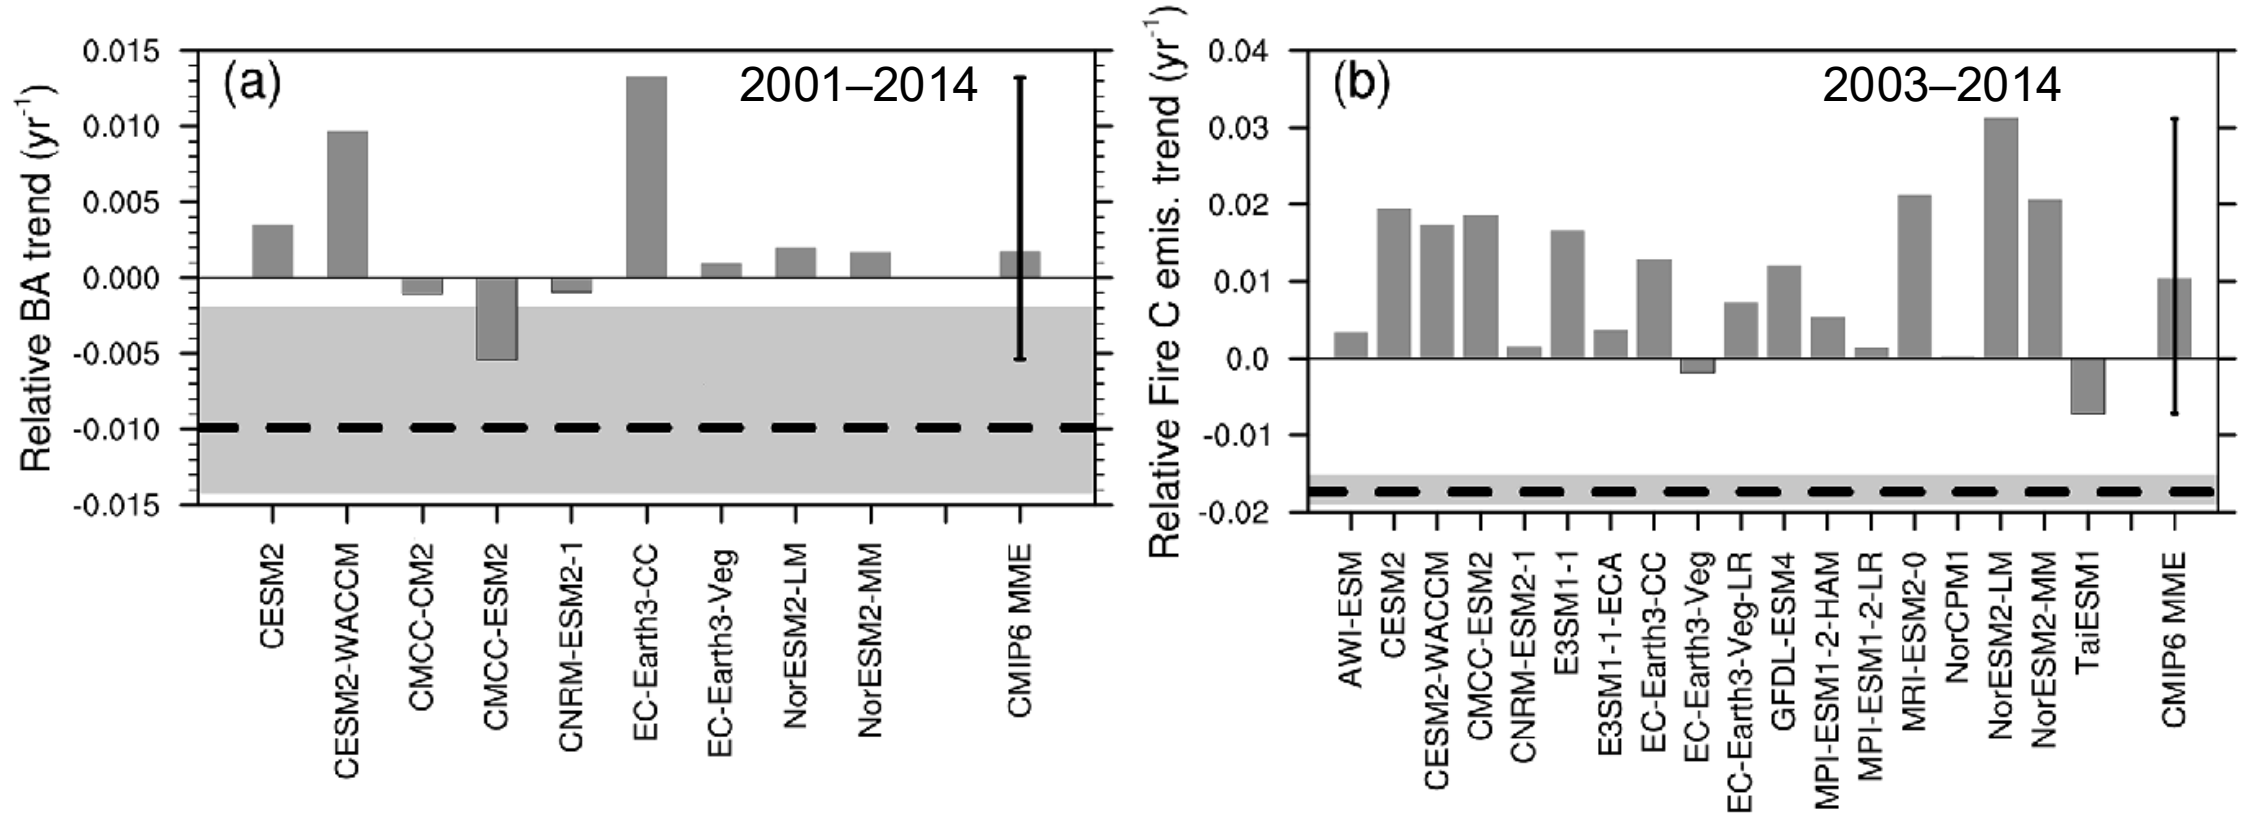 Relative BA trend (yr⁻¹)
0.015
0.010
0.005
0.000
-0.005
-0.010
-0.015
(a)
2001–2014
CESM2
CESM2-WACCM
CMCC-CM2
CMCC-ESM2
CNRM-ESM2-1
EC-Earth3-CC
EC-Earth3-Veg
NorESM2-LM
NorESM2-MM
CMIP6 MME
Relative Fire C emis. trend (yr⁻¹)
0.04
0.03
0.02
0.01
0.0
-0.01
-0.02
(b)
2003–2014
AWI-ESM
CESM2
CESM2-WACCM
CMCC-ESM2
CNRM-ESM2-1
E3SM1-1
E3SM1-1-ECA
EC-Earth3-CC
EC-Earth3-Veg
EC-Earth3-Veg-LR
GFDL-ESM4
MPI-ESM1-2-HAM
MPI-ESM1-2-LR
MRI-ESM2-0
NorCPM1
NorESM2-LM
NorESM2-MM
TaiESM1
CMIP6 MME